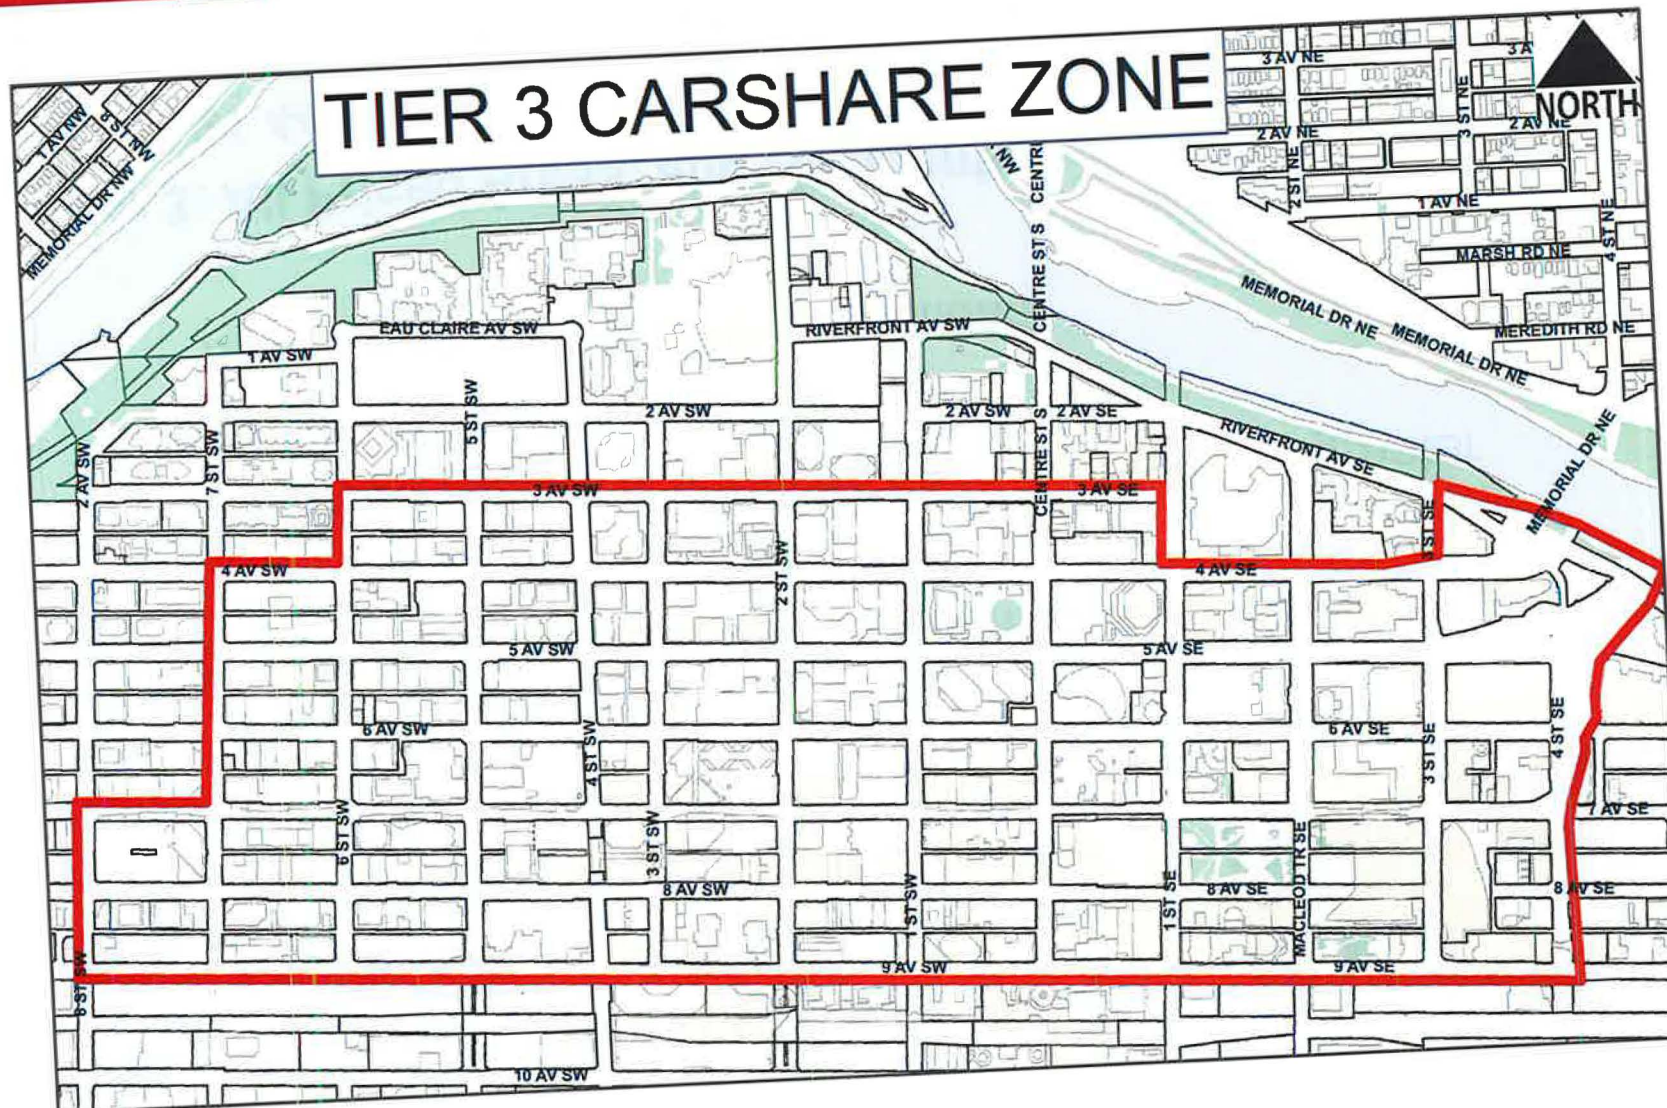 TIER 3 CARSHARE ZONE
NORTH
3 AV NE
3 A
3 ST NE
2 AV NE
2 AV NE
2 ST NE
1 AV NE
4 ST NE
MARSH RD NE
MEREDITH RD NE
1 AV NW
8 ST NW
MEMORIAL DR NW
NW
CENTR
CENTRE ST S
MEMORIAL DR NE
MEMORIAL DR NE
MEMORIAL DR NE
EAU CLAIRE AV SW
RIVERFRONT AV SW
1 AV SW
5 ST SW
2 AV SW
2 AV SW
2 AV SE
CENTRE ST S
RIVERFRONT AV SE
2 AV SW
7 ST SW
3 AV SW
3 AV SE
3 ST SE
4 AV SW
2 ST SW
4 AV SE
5 AV SW
5 AV SE
6 AV SW
4 ST SW
6 AV SE
3 ST SE
4 ST SE
7 AV SE
6 ST SW
3 ST SW
8 AV SW
1 ST SW
1 ST SE
8 AV SE
MACLEOD TR SE
8 AV SE
8 ST SW
9 AV SW
9 AV SE
10 AV SW